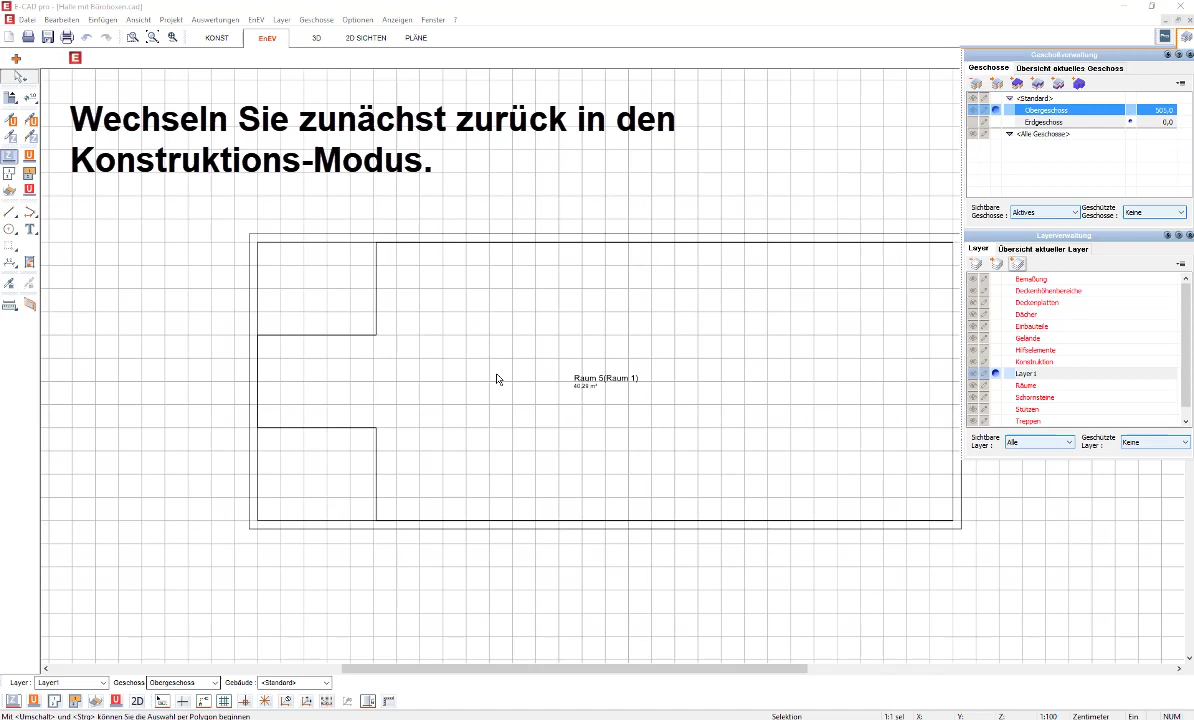 E-CAD pro - [Halle mit Büroboxen.cad]
Datei Bearbeiten Einfügen Ansicht Projekt Auswertungen EnEV Layer Geschosse Optionen Anzeigen Fenster ?
KONST EnEV 3D 2D SICHTEN PLÄNE
Wechseln Sie zunächst zurück in den
Konstruktions-Modus.
Raum 5(Raum 1)
40,29 m²
Geschoßverwaltung
Geschosse Übersicht aktuelles Geschoss
<Standard>
Obergeschoss 505,0
Erdgeschoss 0,0
<Alle Geschosse>
Sichtbare Geschosse : Aktives Geschützte Geschosse : Keine
Layerverwaltung
Layer Übersicht aktueller Layer
Bemaßung
Deckenhöhenbereiche
Deckenplatten
Dächer
Einbauteile
Gelände
Hilfselemente
Konstruktion
Layer1
Räume
Schornsteine
Stützen
Treppen
Sichtbare Layer : Alle Geschützte Layer : Keine
Layer : Layer1 Geschoss Obergeschoss Gebäude : <Standard>
2D
Mit <Umschalt> und <Strg> können Sie die Auswahl per Polygon beginnen Selektion 1:1 sel X: Y: Z: 1:100 Zentimeter Ein NUM